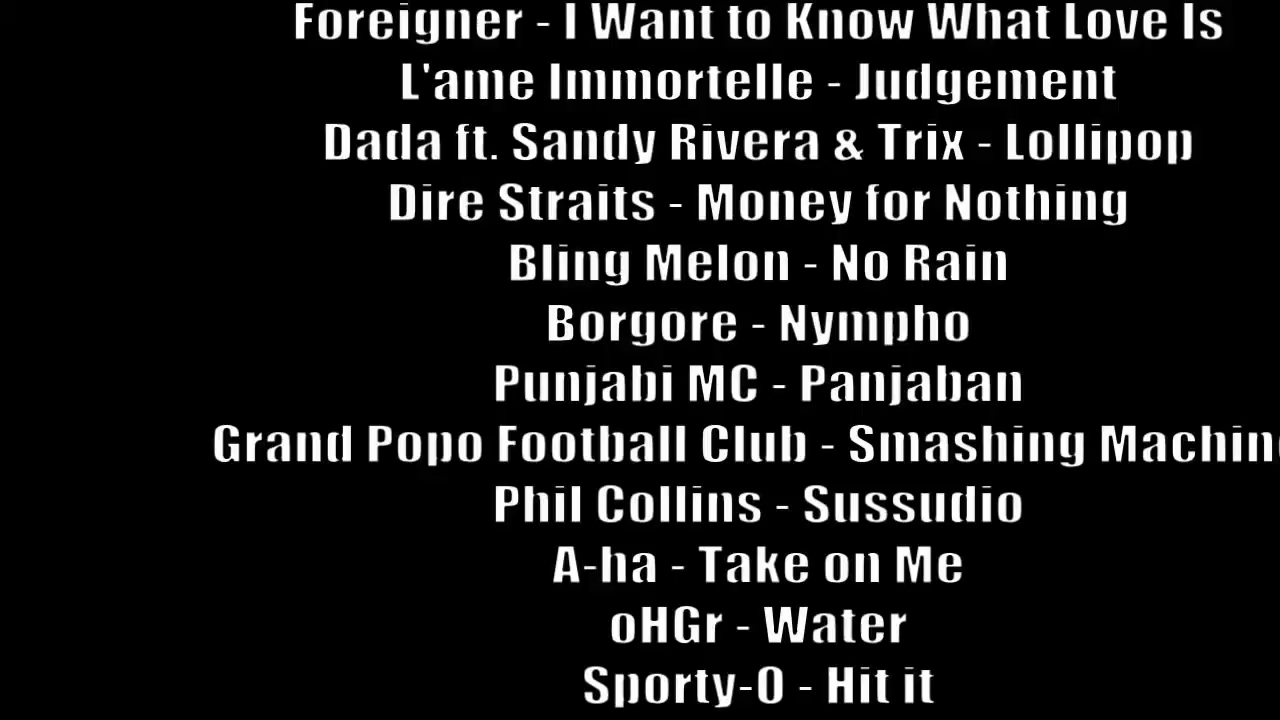 Foreigner - I Want to Know What Love Is
L'ame Immortelle - Judgement
Dada ft. Sandy Rivera & Trix - Lollipop
Dire Straits - Money for Nothing
Bling Melon - No Rain
Borgore - Nympho
Punjabi MC - Panjaban
Grand Popo Football Club - Smashing Machin
Phil Collins - Sussudio
A-ha - Take on Me
oHGr - Water
Sporty-O - Hit it